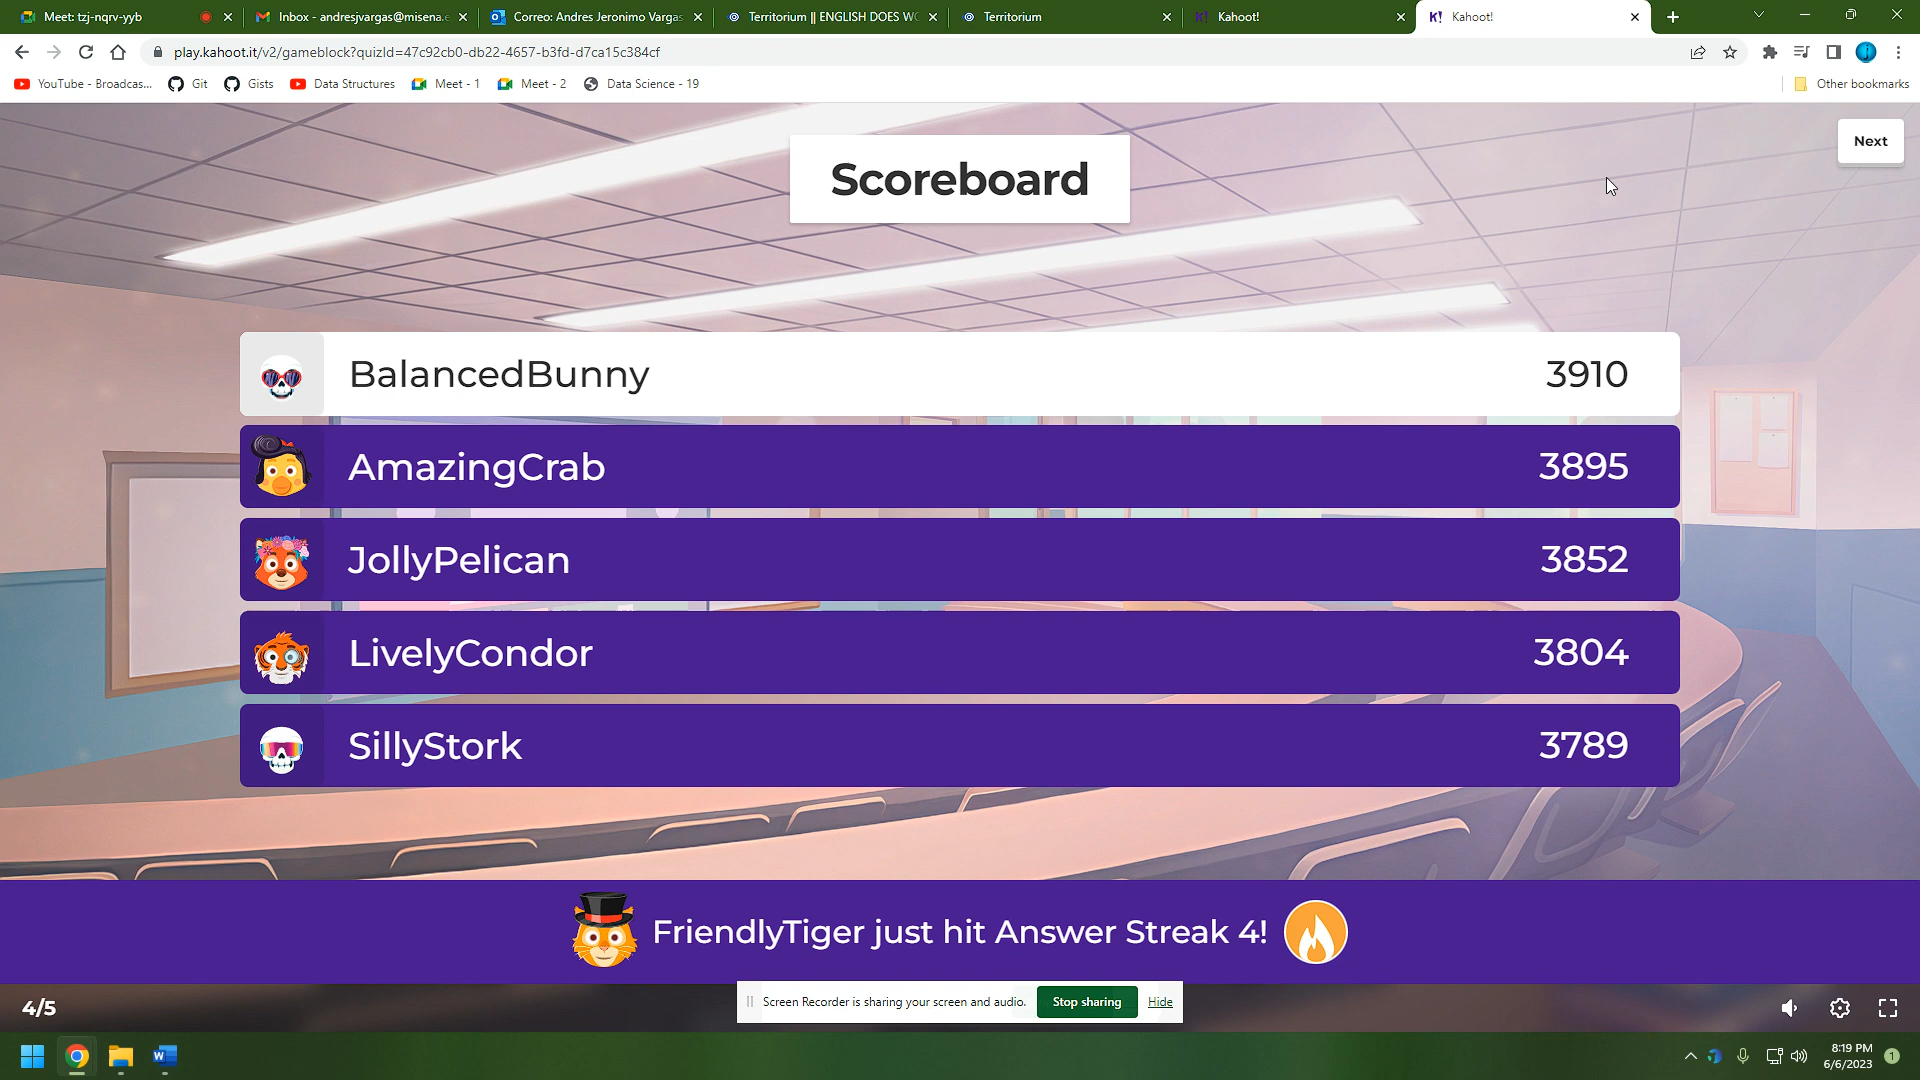 Meet: tzj-nqrv-yyb
Inbox - andresjvargas@misena.e
Correo: Andres Jeronimo Vargas
Territorium || ENGLISH DOES WO
Territorium
Kahoot!
K! Kahoot!
play.kahoot.it/v2/gameblock?quizId=47c92cb0-db22-4657-b3fd-d7ca15c384cf
YouTube - Broadcas...
Git
Gists
Data Structures
Meet - 1
Meet - 2
Data Science - 19
Other bookmarks
Scoreboard
Next
BalancedBunny 3910
AmazingCrab 3895
JollyPelican 3852
LivelyCondor 3804
SillyStork 3789
FriendlyTiger just hit Answer Streak 4!
4/5
Screen Recorder is sharing your screen and audio.
Stop sharing
Hide
8:19 PM
6/6/2023
1